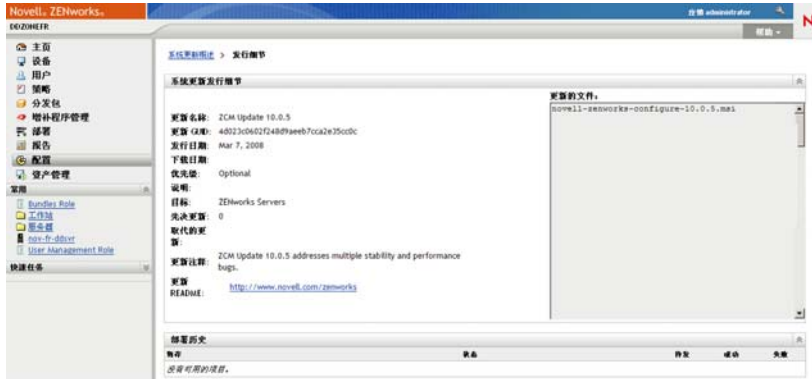 Novell® ZENworks®
注销 administrator
DEIZONEFR
帮助
主页
设备
用户
策略
分发包
增补程序管理
部署
报告
配置
资产管理
常用
Bundles Role
工作站
服务器
nov-fr-ddsvr
User Management Role
快速任务
系统更新概述 > 发行细节
系统更新发行细节
更新名称: ZCM Update 10.0.5
更新 GUID: 4d023c0602f248d9aeeb7cca2e35cc0c
发行日期: Mar 7, 2008
下载日期:
优先级: Optional
说明:
目标: ZENworks Servers
先决更新: 0
取代的更
新:
更新注释: ZCM Update 10.0.5 addresses multiple stability and performance
bugs.
更新
README: http://www.novell.com/zenworks
更新的文件:
novell-zenworks-configure-10.0.5.msi
部署历史
状态
待发
成功
失败
没有可用的项目。